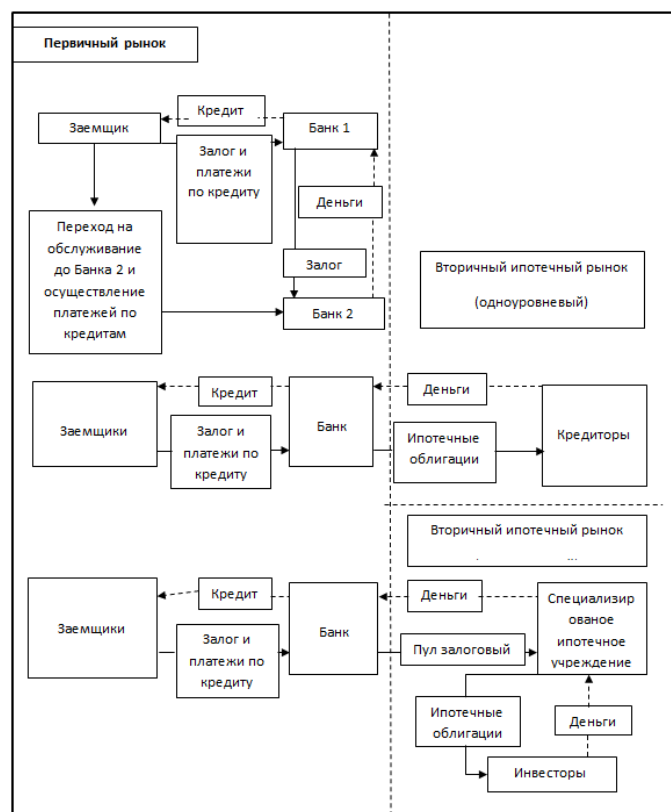 Первичный рынок
Кредит
Заемщик
Банк 1
Залог и
платежи
по кредиту
Деньги
Переход на
обслуживание
до Банка 2 и
осуществление
платежей по
кредитам
Залог
Банк 2
Вторичный ипотечный рынок
(одноуровневый)
Кредит
Деньги
Заемщики
Залог и
платежи по
кредиту
Банк
Ипотечные
облигации
Кредиторы
Вторичный ипотечный рынок
Кредит
Деньги
Заемщики
Залог и
платежи по
кредиту
Банк
Пул залоговый
Специализир
ованое
ипотечное
учреждение
Ипотечные
облигации
Деньги
Инвесторы